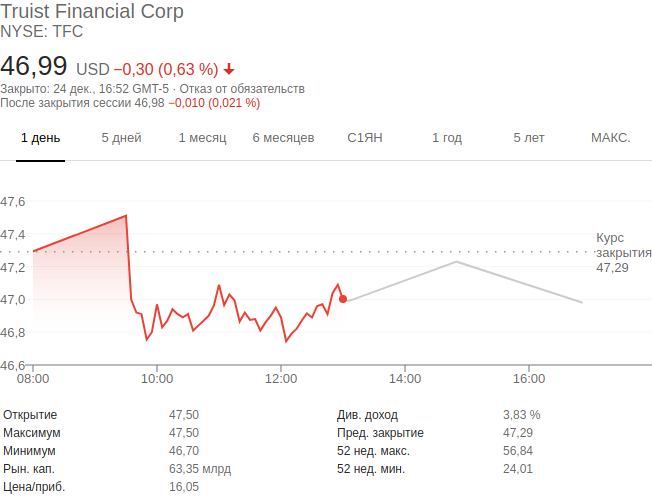 Truist Financial Corp
NYSE: TFC
46,99 USD −0,30 (0,63 %)
Закрыто: 24 дек., 16:52 GMT-5 · Отказ от обязательств
После закрытия сессии 46,98 −0,010 (0,021 %)
1 день 5 дней 1 месяц 6 месяцев С1ЯН 1 год 5 лет МАКС.
47,6
47,4
47,2
47,0
46,8
46,6
Курс
закрытия
47,29
08:00 10:00 12:00 14:00 16:00
Открытие 47,50 Див. доход 3,83 %
Максимум 47,50 Пред. закрытие 47,29
Минимум 46,70 52 нед. макс. 56,84
Рын. кап. 63,35 млрд 52 нед. мин. 24,01
Цена/приб. 16,05